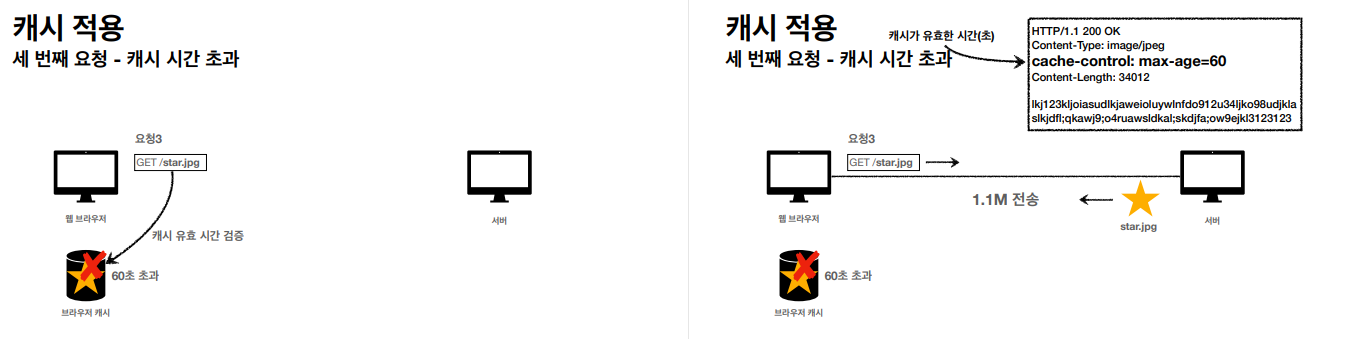 캐시 적용
세 번째 요청 - 캐시 시간 초과
요청3
GET /star.jpg
웹 브라우저
서버
캐시 유효 시간 검증
60초 초과
브라우저 캐시
캐시 적용
세 번째 요청 - 캐시 시간 초과
캐시가 유효한 시간(초)
HTTP/1.1 200 OK
Content-Type: image/jpeg
cache-control: max-age=60
Content-Length: 34012
lkj123kljoiasudlkjaweioluywlnfdo912u34ljko98udjkla
slkjdfl;qkawj9;o4ruawsldkal;skdjfa;ow9ejkl3123123
요청3
GET /star.jpg
1.1M 전송
star.jpg
웹 브라우저
서버
60초 초과
브라우저 캐시